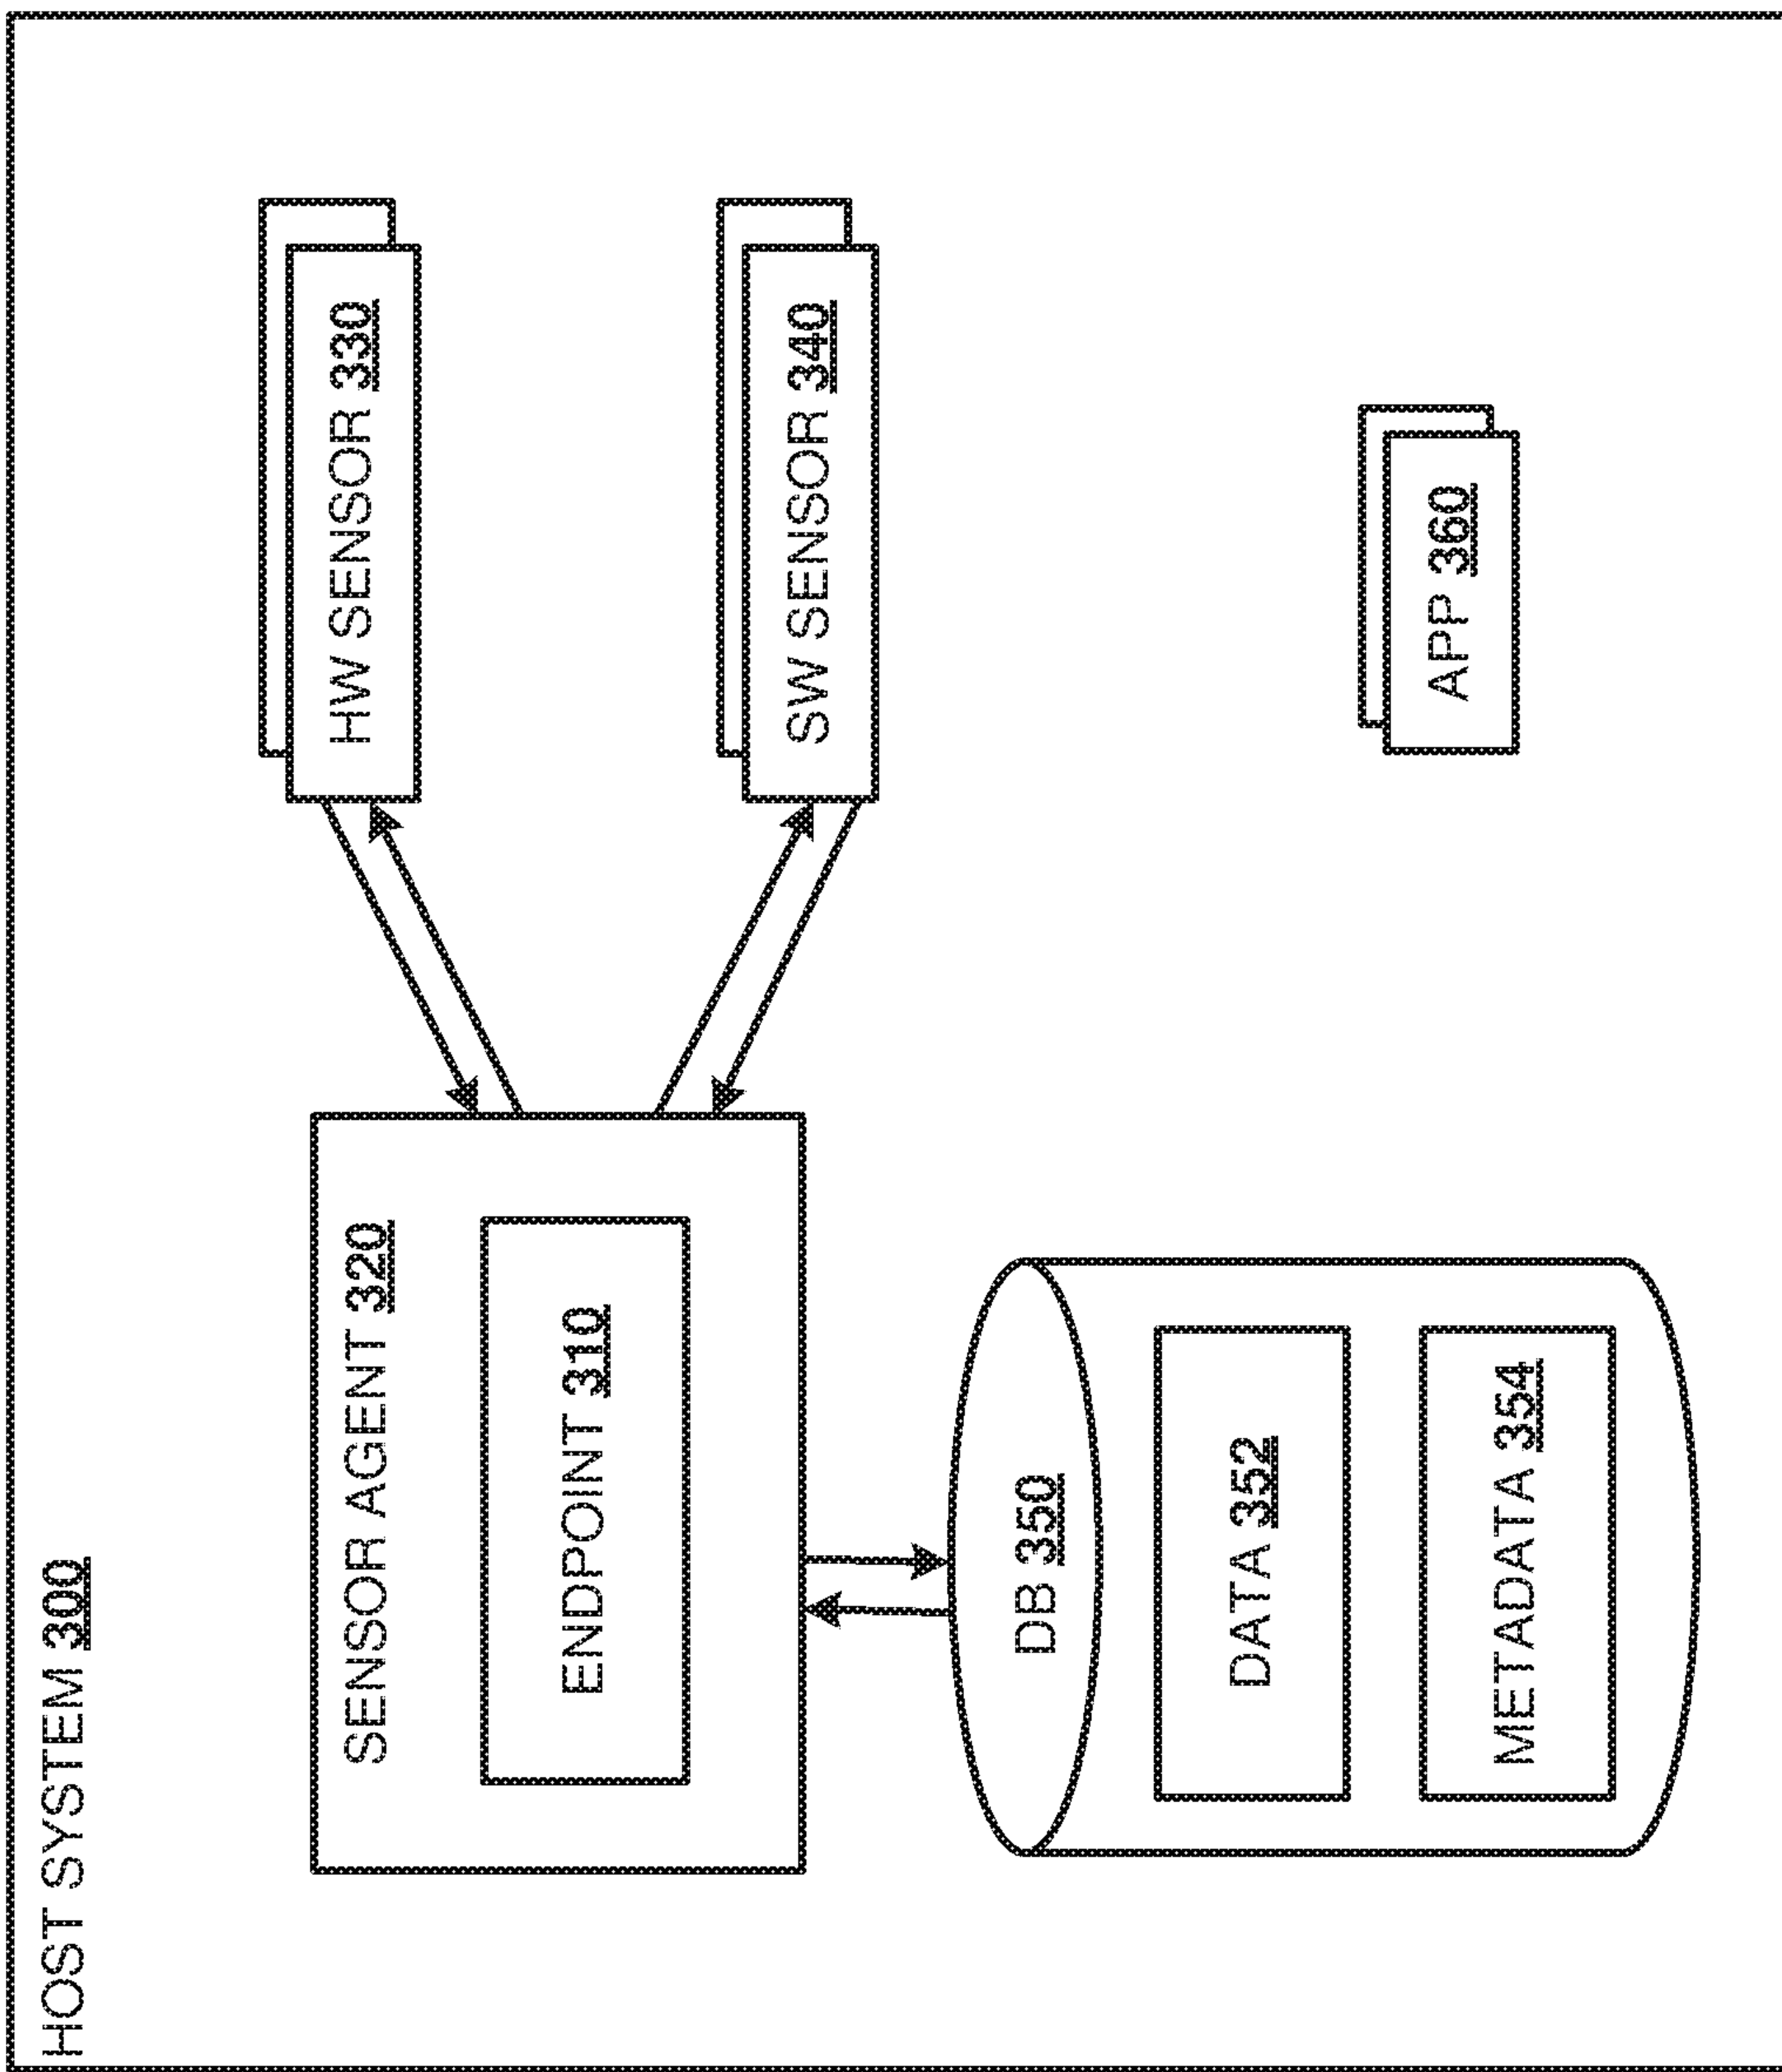 HOST SYSTEM 300
SENSOR AGENT 320
ENDPOINT 310
HW SENSOR 330
SW SENSOR 340
DB 350
DATA 352
METADATA 354
APP 360